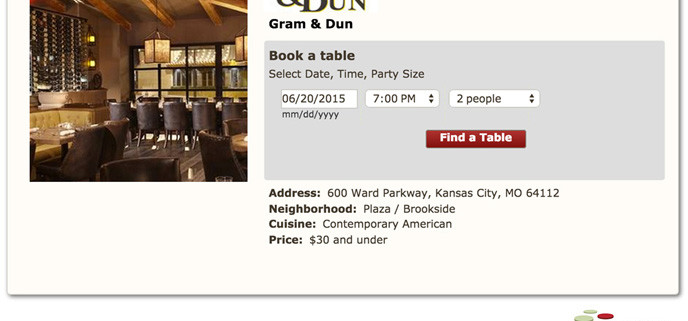 & DUN
Gram & Dun
Book a table
Select Date, Time, Party Size
06/20/2015 7:00 PM 2 people
mm/dd/yyyy
Find a Table
Address: 600 Ward Parkway, Kansas City, MO 64112
Neighborhood: Plaza / Brookside
Cuisine: Contemporary American
Price: $30 and under